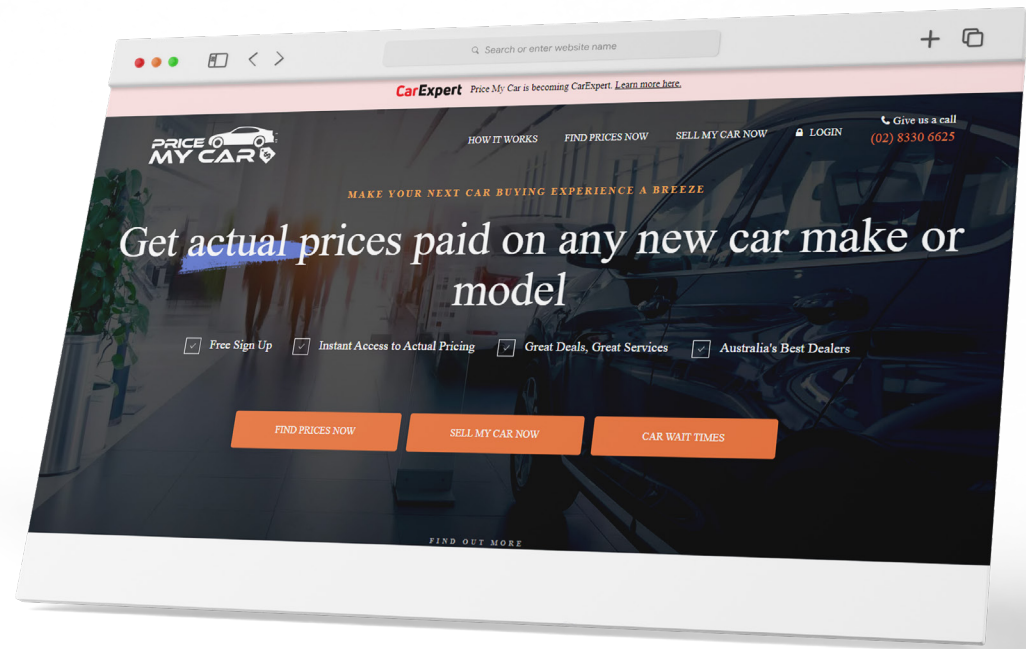 Search or enter website name
CarExpert Price My Car is becoming CarExpert. Learn more here.
PRICE
MY CAR
HOW IT WORKS FIND PRICES NOW SELL MY CAR NOW LOGIN
Give us a call
(02) 8330 6625
MAKE YOUR NEXT CAR BUYING EXPERIENCE A BREEZE
Get actual prices paid on any new car make or
model
Free Sign Up Instant Access to Actual Pricing Great Deals, Great Services Australia's Best Dealers
FIND PRICES NOW SELL MY CAR NOW CAR WAIT TIMES
FIND OUT MORE